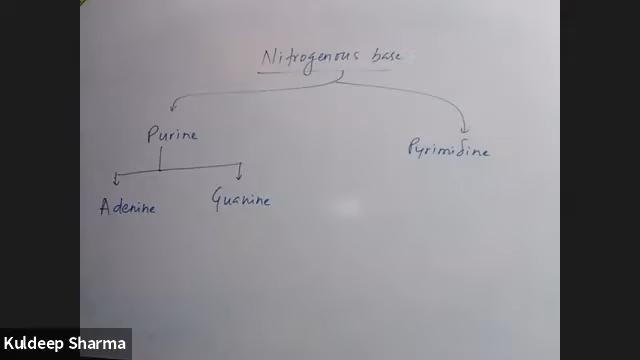 Nitrogenous base
Purine
Pyrimidine
Adenine
Guanine
Kuldeep Sharma